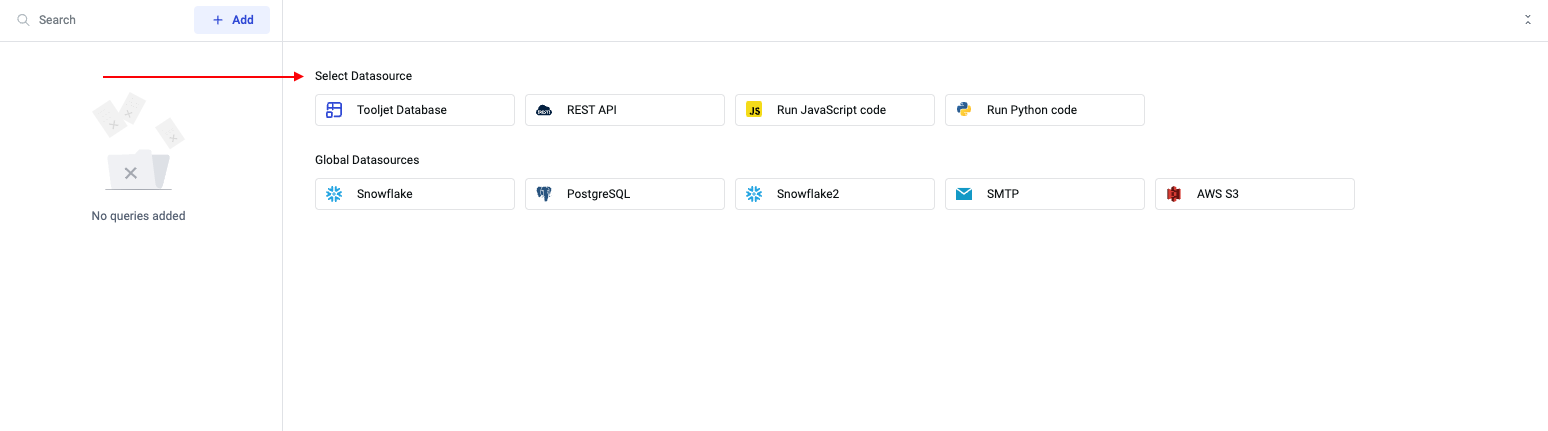 Search
+ Add
Select Datasource
Tooljet Database
REST API
JS Run JavaScript code
Run Python code
Global Datasources
Snowflake
PostgreSQL
Snowflake2
SMTP
AWS S3
No queries added